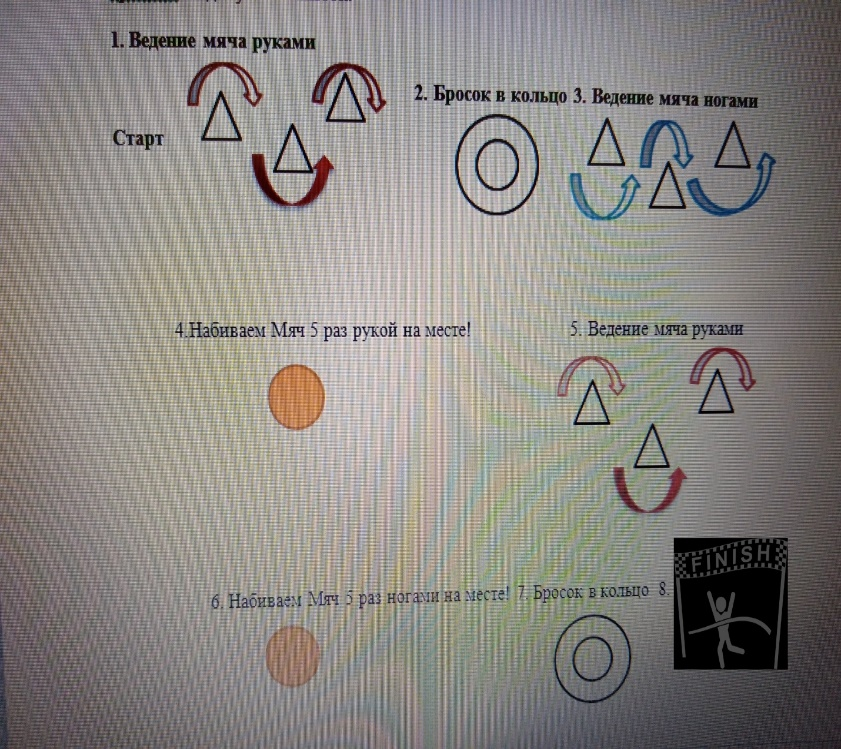 1. Ведение мяча руками
2. Бросок в кольцо 3. Ведение мяча ногами
Старт
4.Набиваем Мяч 5 раз рукой на месте!
5. Ведение мяча руками
6. Набиваем Мяч 5 раз ногами на месте! 7. Бросок в кольцо 8.
FINISH